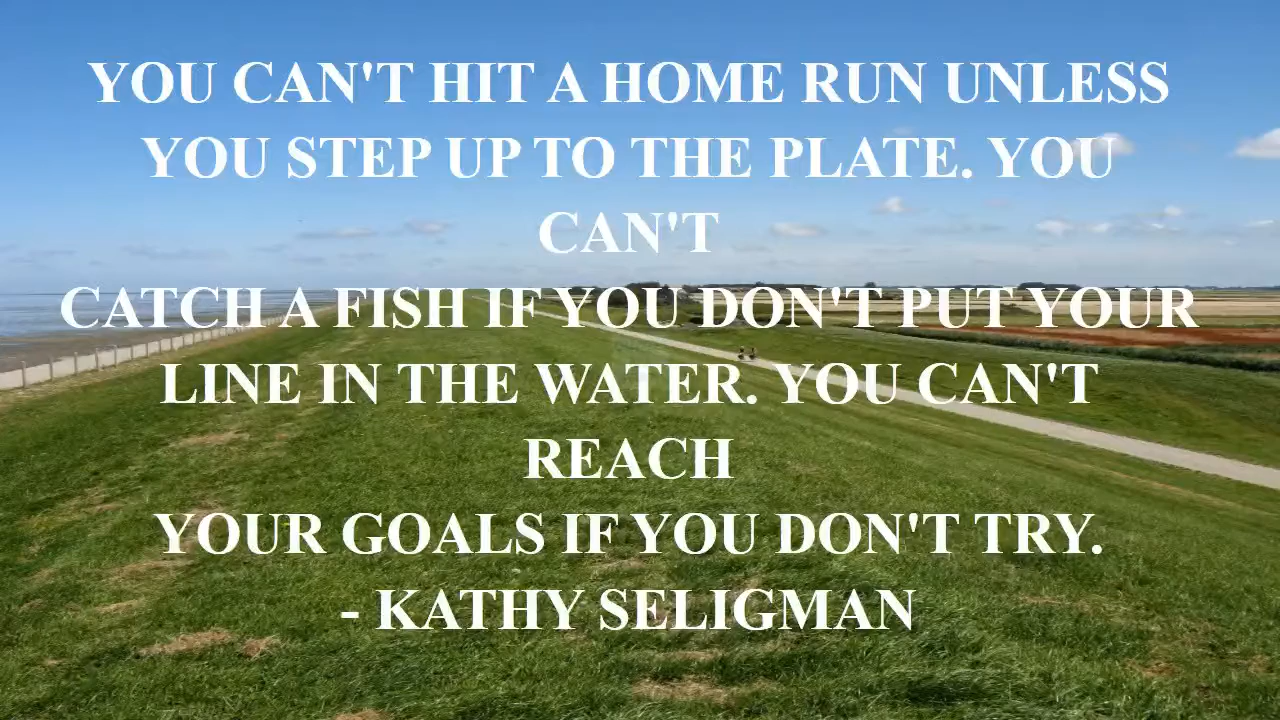 YOU CAN'T HIT A HOME RUN UNLESS
YOU STEP UP TO THE PLATE. YOU
CAN'T
CATCH A FISH IF YOU DON'T PUT YOUR
LINE IN THE WATER. YOU CAN'T
REACH
YOUR GOALS IF YOU DON'T TRY.
- KATHY SELIGMAN